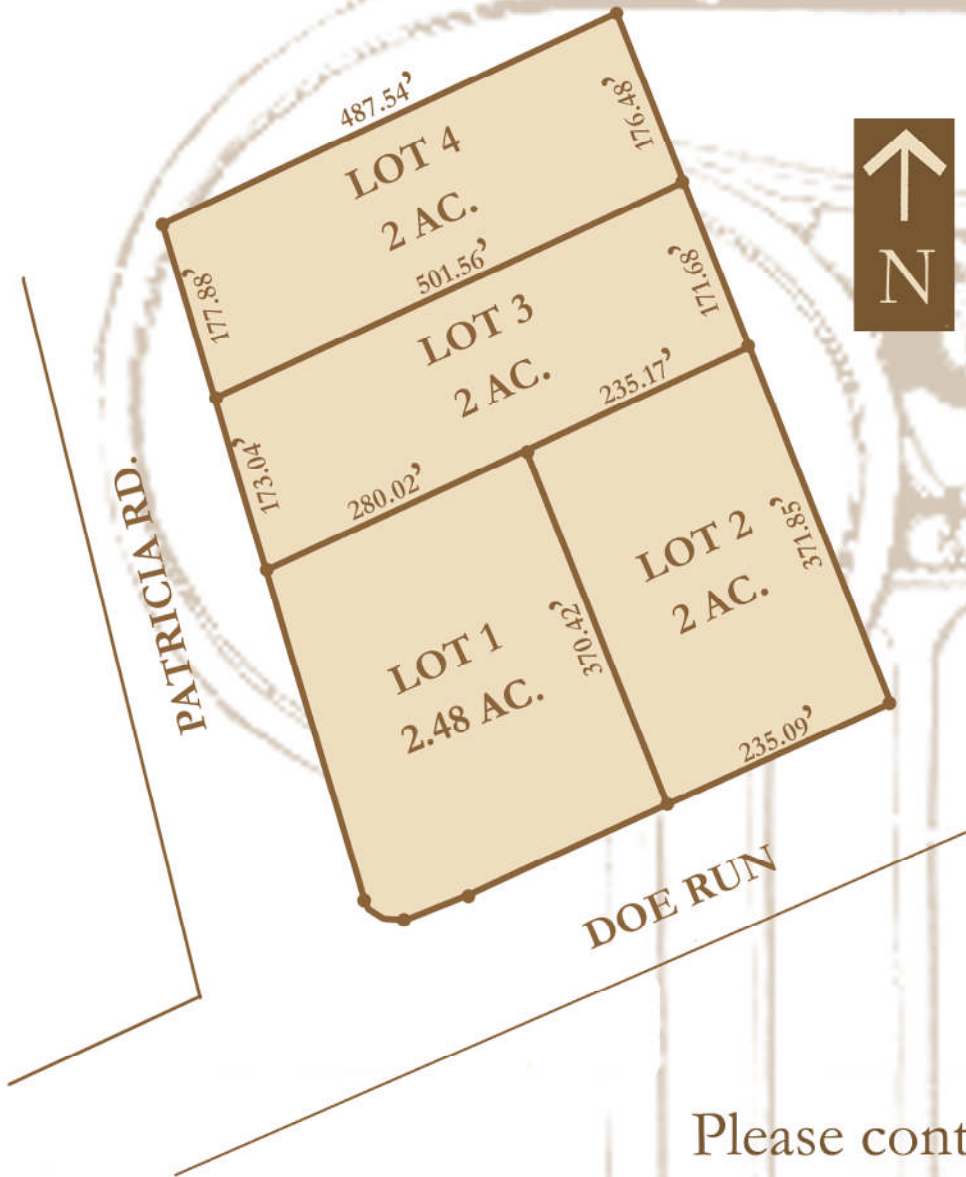 487.54’
LOT 4
2 AC.
176.48’
177.88’
501.56’
N
LOT 3
2 AC.
171.68’
235.17’
173.04’
280.02’
PATRICIA RD.
LOT 2
2 AC.
371.85’
LOT 1
2.48 AC.
370.42’
235.09’
DOE RUN
Please cont